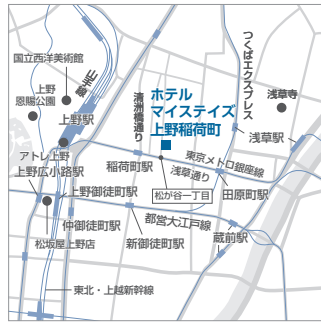 国立西洋美術館
山手線
つくばエクスプレス
浅草寺
上野
恩賜公園
上野駅
清洲橋通り
ホテル
マイステイズ
上野稲荷町
浅草駅
アトレ上野
上野広小路駅
稲荷町駅
東京メトロ銀座線
浅草通り
上野御徒町駅
松が谷一丁目
田原町駅
仲御徒町駅
都営大江戸線
松坂屋上野店
新御徒町駅
蔵前駅
東北・上越新幹線